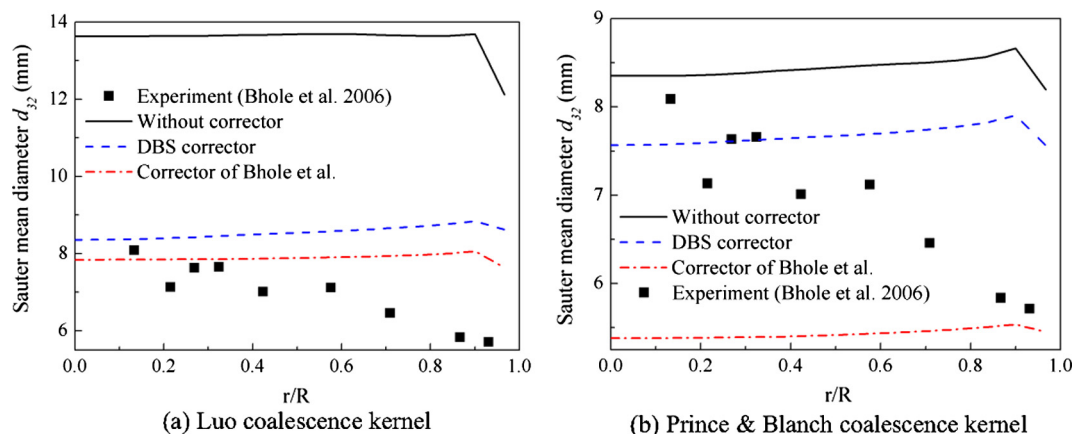 Sauter mean diameter d32 (mm)
14
12
10
8
6
Experiment (Bhole et al. 2006)
Without corrector
DBS corrector
Corrector of Bhole et al.
0.0 0.2 0.4 0.6 0.8 1.0
r/R
(a) Luo coalescence kernel
Sauter mean diameter d32 (mm)
9
8
7
6
Without corrector
DBS corrector
Corrector of Bhole et al.
Experiment (Bhole et al. 2006)
0.0 0.2 0.4 0.6 0.8 1.0
r/R
(b) Prince & Blanch coalescence kernel